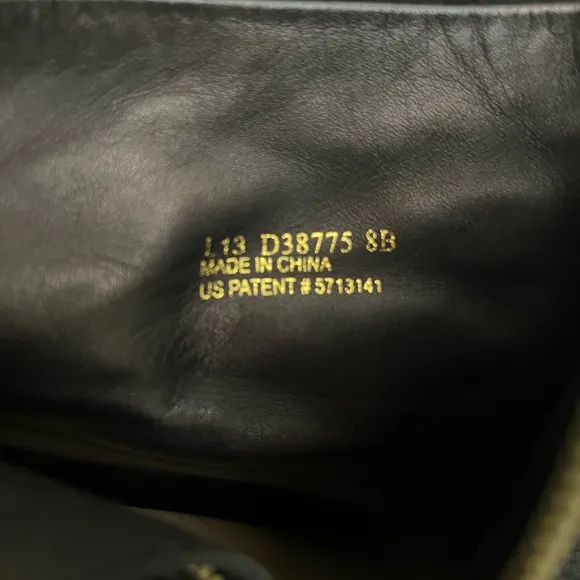 L13 D38775 8B
MADE IN CHINA
US PATENT # 5713141